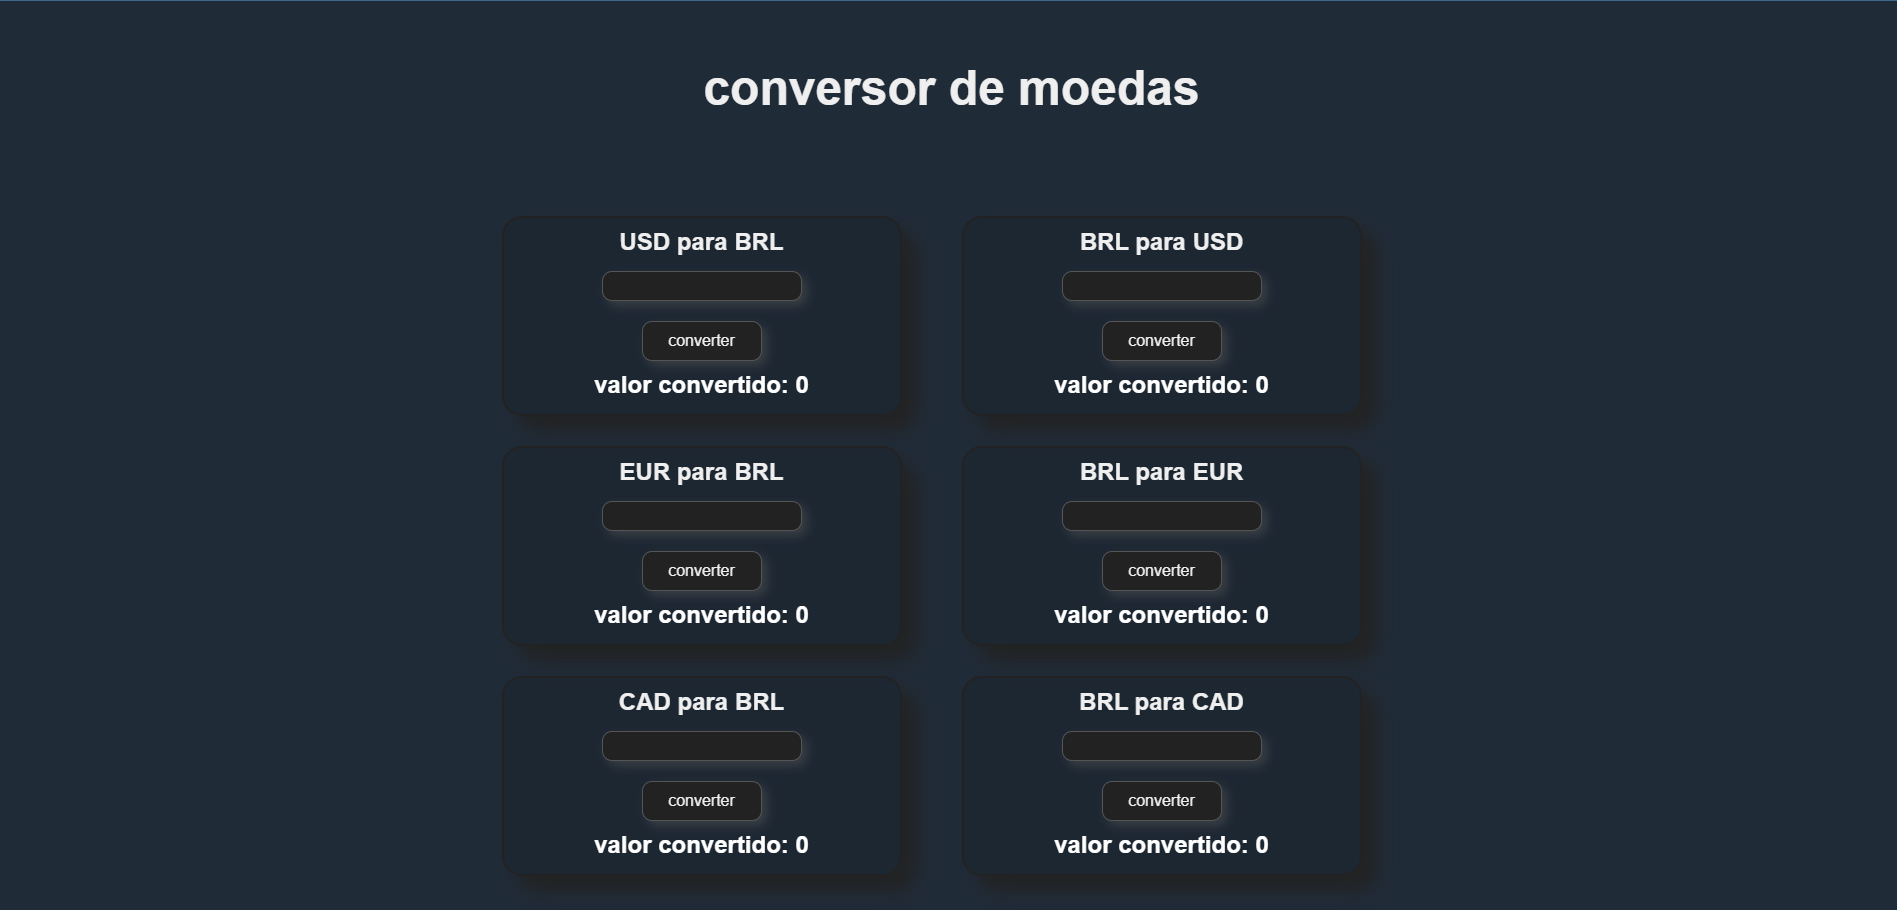 conversor de moedas
USD para BRL
converter
valor convertido: 0
BRL para USD
converter
valor convertido: 0
EUR para BRL
converter
valor convertido: 0
BRL para EUR
converter
valor convertido: 0
CAD para BRL
converter
valor convertido: 0
BRL para CAD
converter
valor convertido: 0